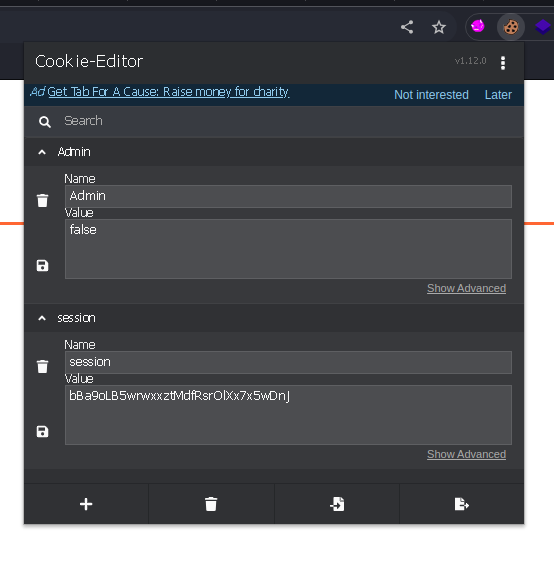 Cookie-Editor
v1.12.0
Ad Get Tab For A Cause: Raise money for charity
Not interested Later
Search
Admin
Name
Admin
Value
false
Show Advanced
session
Name
session
Value
bBa9oLB5wrwxxztMdfRsrOlXx7x5wDnJ
Show Advanced